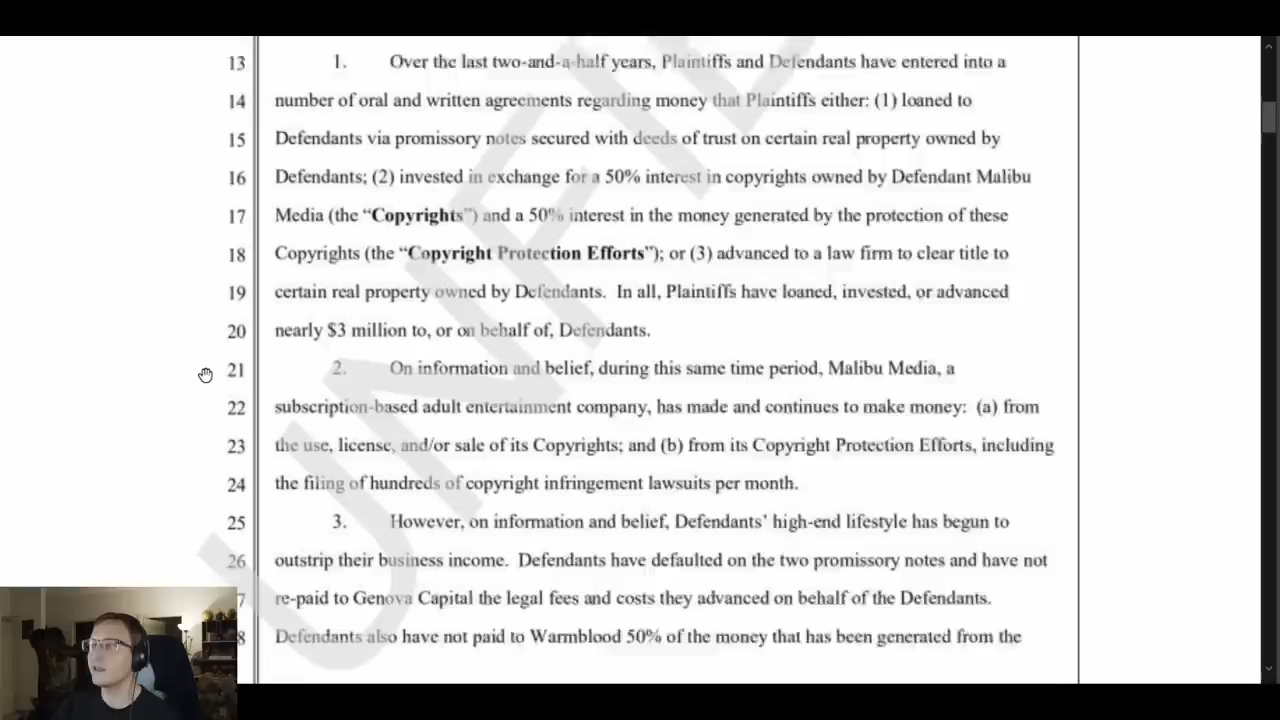 13 1. Over the last two-and-a-half years, Plaintiffs and Defendants have entered into a
14 number of oral and written agreements regarding money that Plaintiffs either: (1) loaned to
15 Defendants via promissory notes secured with deeds of trust on certain real property owned by
16 Defendants; (2) invested in exchange for a 50% interest in copyrights owned by Defendant Malibu
17 Media (the “Copyrights”) and a 50% interest in the money generated by the protection of these
18 Copyrights (the “Copyright Protection Efforts”); or (3) advanced to a law firm to clear title to
19 certain real property owned by Defendants. In all, Plaintiffs have loaned, invested, or advanced
20 nearly $3 million to, or on behalf of, Defendants.
21 2. On information and belief, during this same time period, Malibu Media, a
22 subscription-based adult entertainment company, has made and continues to make money: (a) from
23 the use, license, and/or sale of its Copyrights; and (b) from its Copyright Protection Efforts, including
24 the filing of hundreds of copyright infringement lawsuits per month.
25 3. However, on information and belief, Defendants’ high-end lifestyle has begun to
26 outstrip their business income. Defendants have defaulted on the two promissory notes and have not
7 re-paid to Genova Capital the legal fees and costs they advanced on behalf of the Defendants.
8 Defendants also have not paid to Warmblood 50% of the money that has been generated from the
UNFIL